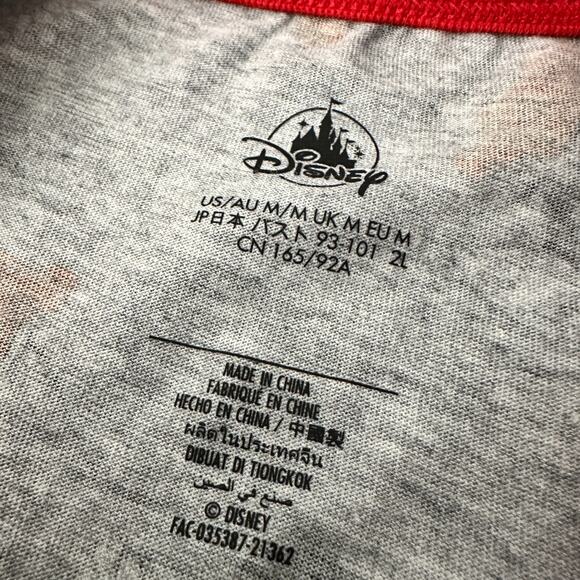 Disney
US/AU M/M UK M EU M
JP日本 バスト 93-101 2L
CN 165/92A
MADE IN CHINA
FABRIQUÉ EN CHINE
HECHO EN CHINA / 中國製
ผลิตในประเทศจีน
DIBUAT DI TIONGKOK
صنع في الصين
© DISNEY
FAC-035387-21362